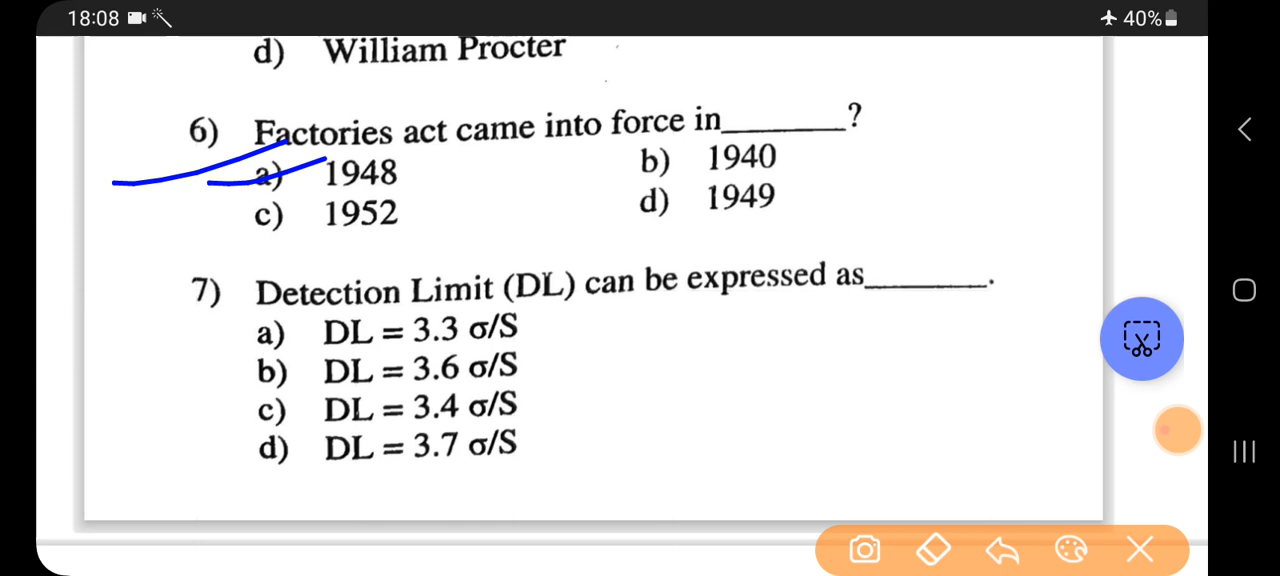 18:08
40%
d) William Procter
6) Factories act came into force in________?
a) 1948 b) 1940
c) 1952 d) 1949
7) Detection Limit (DL) can be expressed as________.
a) DL = 3.3 σ/S
b) DL = 3.6 σ/S
c) DL = 3.4 σ/S
d) DL = 3.7 σ/S